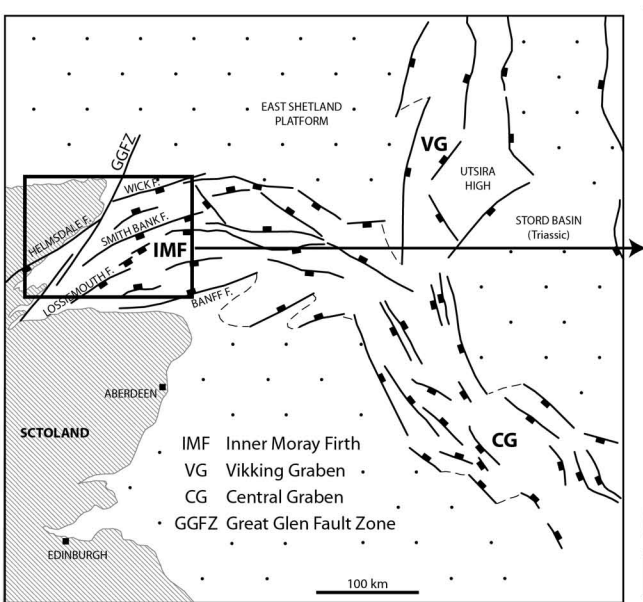 EAST SHETLAND
PLATFORM
GGFZ
VG
WICK F.
UTSIRA
HIGH
HELMSDALE F.
SMITH BANK F.
IMF
STORD BASIN
(Triassic)
LOSSIEMOUTH F.
BANFF F.
ABERDEEN
SCTOLAND
CG
IMF Inner Moray Firth
VG Vikking Graben
CG Central Graben
GGFZ Great Glen Fault Zone
EDINBURGH
100 km